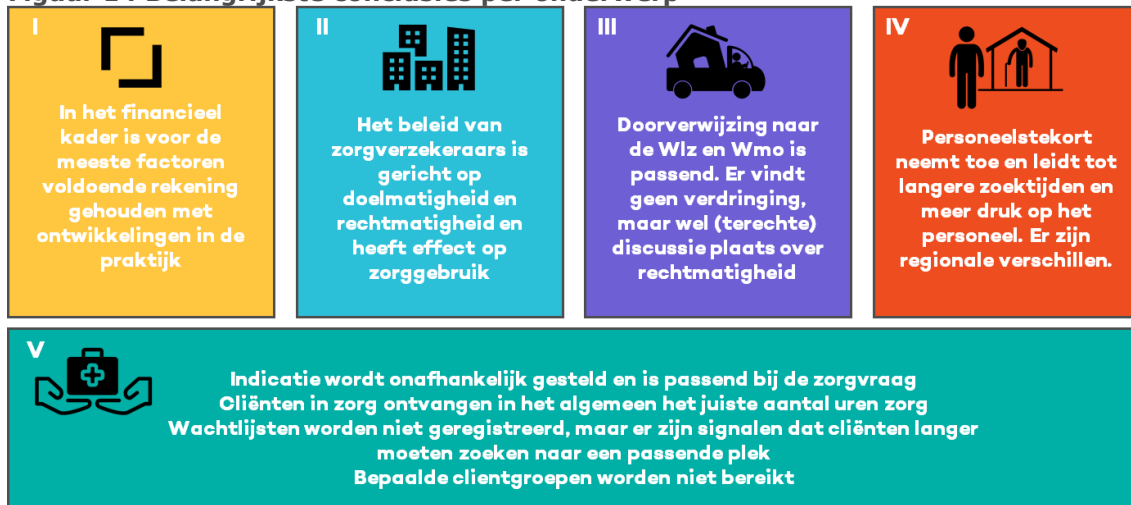 I
In het financieel
kader is voor de
meeste factoren
voldoende rekening
gehouden met
ontwikkelingen in de
praktijk
II
Het beleid van
zorgverzekeraars is
gericht op
doelmatigheid en
rechtmatigheid en
heeft effect op
zorggebruik
III
Doorverwijzing naar
de Wlz en Wmo is
passend. Er vindt
geen verdringing,
maar wel (terechte)
discussie plaats over
rechtmatigheid
IV
Personeelstekort
neemt toe en leidt tot
langere zoektijden en
meer druk op het
personeel. Er zijn
regionale verschillen.
V
Indicatie wordt onafhankelijk gesteld en is passend bij de zorgvraag
Cliënten in zorg ontvangen in het algemeen het juiste aantal uren zorg
Wachtlijsten worden niet geregistreerd, maar er zijn signalen dat cliënten langer
moeten zoeken naar een passende plek
Bepaalde clientgroepen worden niet bereikt